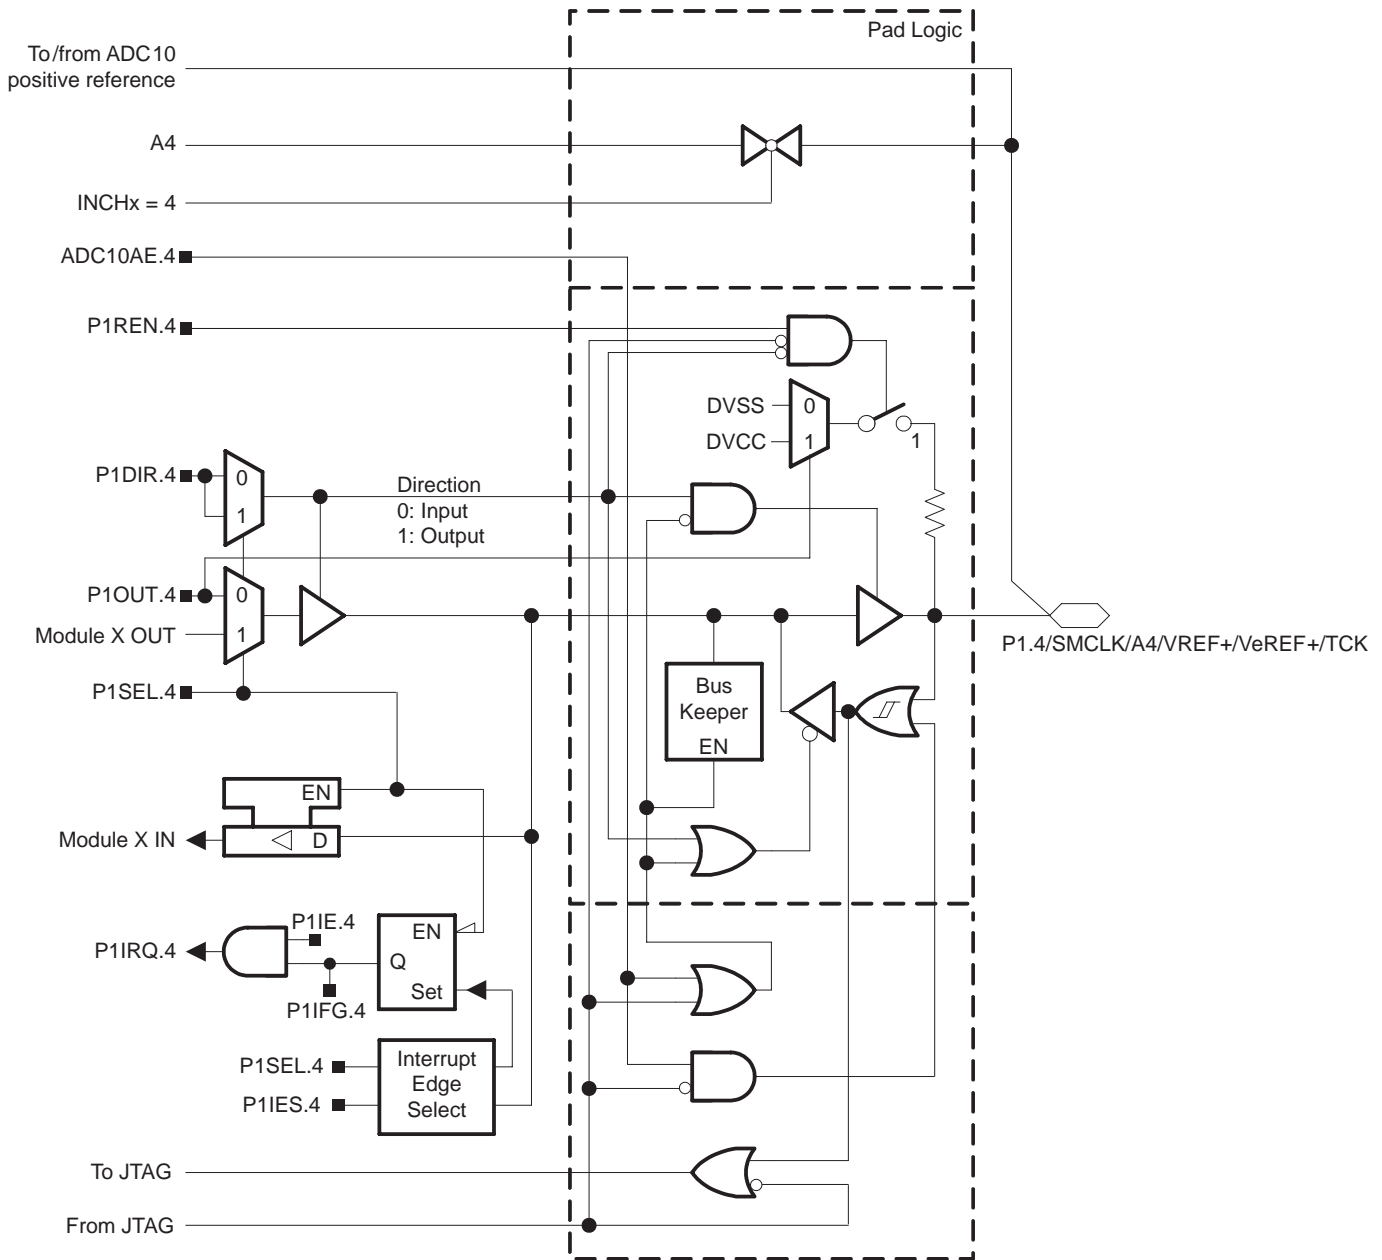 Pad Logic
To/from ADC10
positive reference
A4
INCHx = 4
ADC10AE.4
P1REN.4
DVSS
0
DVCC
1
1
P1DIR.4
0
1
Direction
0: Input
1: Output
P1OUT.4
0
Module X OUT
1
P1.4/SMCLK/A4/VREF+/VeREF+/TCK
P1SEL.4
Bus
Keeper
EN
EN
Module X IN
D
P1IE.4
EN
P1IRQ.4
Q
Set
P1IFG.4
P1SEL.4
P1IES.4
Interrupt
Edge
Select
To JTAG
From JTAG